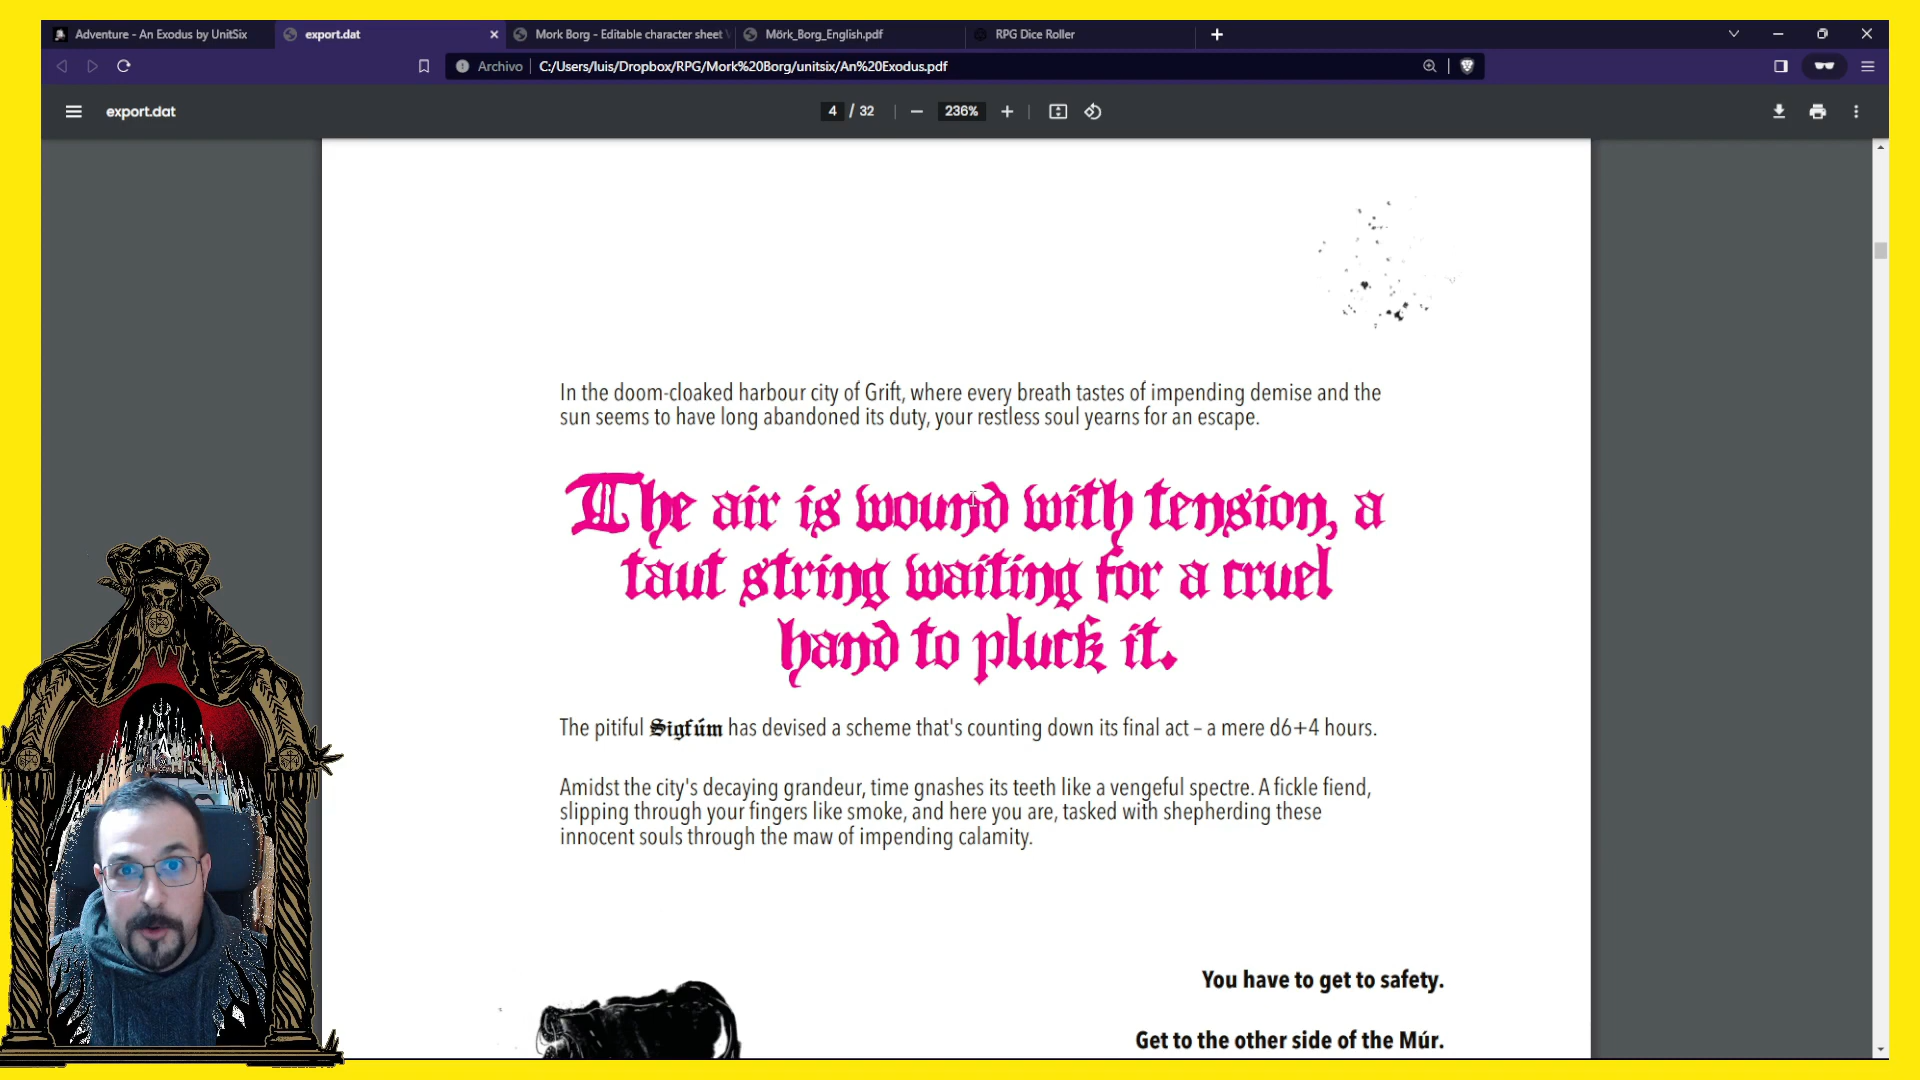 Adventure - An Exodus by UnitSix
export.dat
Mork Borg - Editable character sheet
Mörk_Borg_English.pdf
RPG Dice Roller
Archivo
C:/Users/luis/Dropbox/RPG/Mork%20Borg/unitsix/An%20Exodus.pdf
export.dat
4 / 32
236%
In the doom-cloaked harbour city of Grift, where every breath tastes of impending demise and the
sun seems to have long abandoned its duty, your restless soul yearns for an escape.
The air is wound with tension, a
taut string waiting for a cruel
hand to pluck it.
The pitiful Sigfúm has devised a scheme that's counting down its final act – a mere d6+4 hours.
Amidst the city's decaying grandeur, time gnashes its teeth like a vengeful spectre. A fickle fiend,
slipping through your fingers like smoke, and here you are, tasked with shepherding these
innocent souls through the maw of impending calamity.
You have to get to safety.
Get to the other side of the Múr.